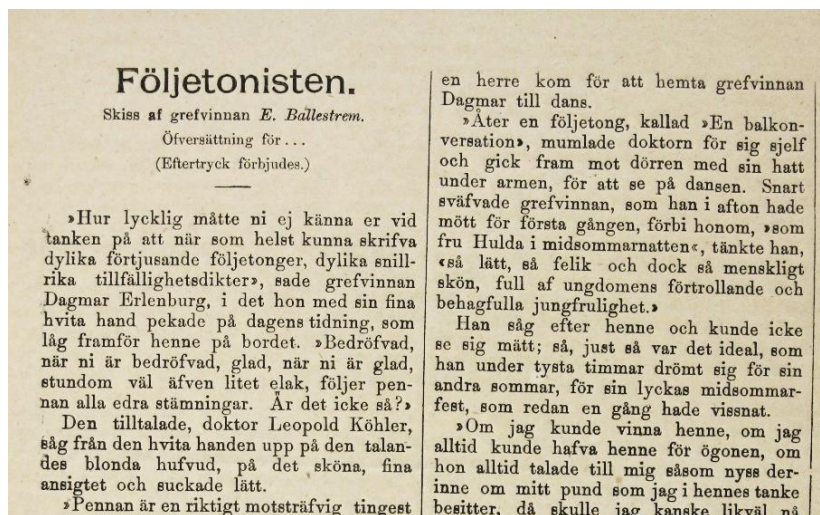 Följetonisten.
Skiss af grefvinnan E. Ballestrem.
Öfversättning för . . .
(Eftertryck förbjudes.)
»Hur lycklig måtte ni ej känna er vid
tanken på att när som helst kunna skrifva
dylika förtjusande följetonger, dylika snill-
rika tillfällighetsdikter», sade grefvinnan
Dagmar Erlenburg, i det hon med sin fina
hvita hand pekade på dagens tidning, som
låg framför henne på bordet. »Bedröfvad,
när ni är bedröfvad, glad, när ni är glad,
stundom väl äfven litet elak, följer pen-
nan alla edra stämningar. Är det icke så?»
Den tilltalade, doktor Leopold Köhler,
såg från den hvita handen upp på den talan-
des blonda hufvud, på det sköna, fina
ansigtet och suckade lätt.
»Pennan är en riktigt motsträfvig tingest
en herre kom för att hemta grefvinnan
Dagmar till dans.
»Åter en följetong, kallad »En balkon-
versation», mumlade doktorn för sig sjelf
och gick fram mot dörren med sin hatt
under armen, för att se på dansen. Snart
sväfvade grefvinnan, som han i afton hade
mött för första gången, förbi honom, »som
fru Hulda i midsommarnatten«, tänkte han,
«så lätt, så felik och dock så menskligt
skön, full af ungdomens förtrollande och
behagfulla jungfrulighet.»
Han såg efter henne och kunde icke
se sig mätt; så, just så var det ideal, som
han under tysta timmar drömt sig för sin
andra sommar, för sin lyckas midsommar-
fest, som redan en gång hade vissnat.
»Om jag kunde vinna henne, om jag
alltid kunde hafva henne för ögonen, om
hon alltid talade till mig såsom nyss der-
inne om mitt pund som jag i hennes tanke
besitter, då skulle jag kanske likväl nå